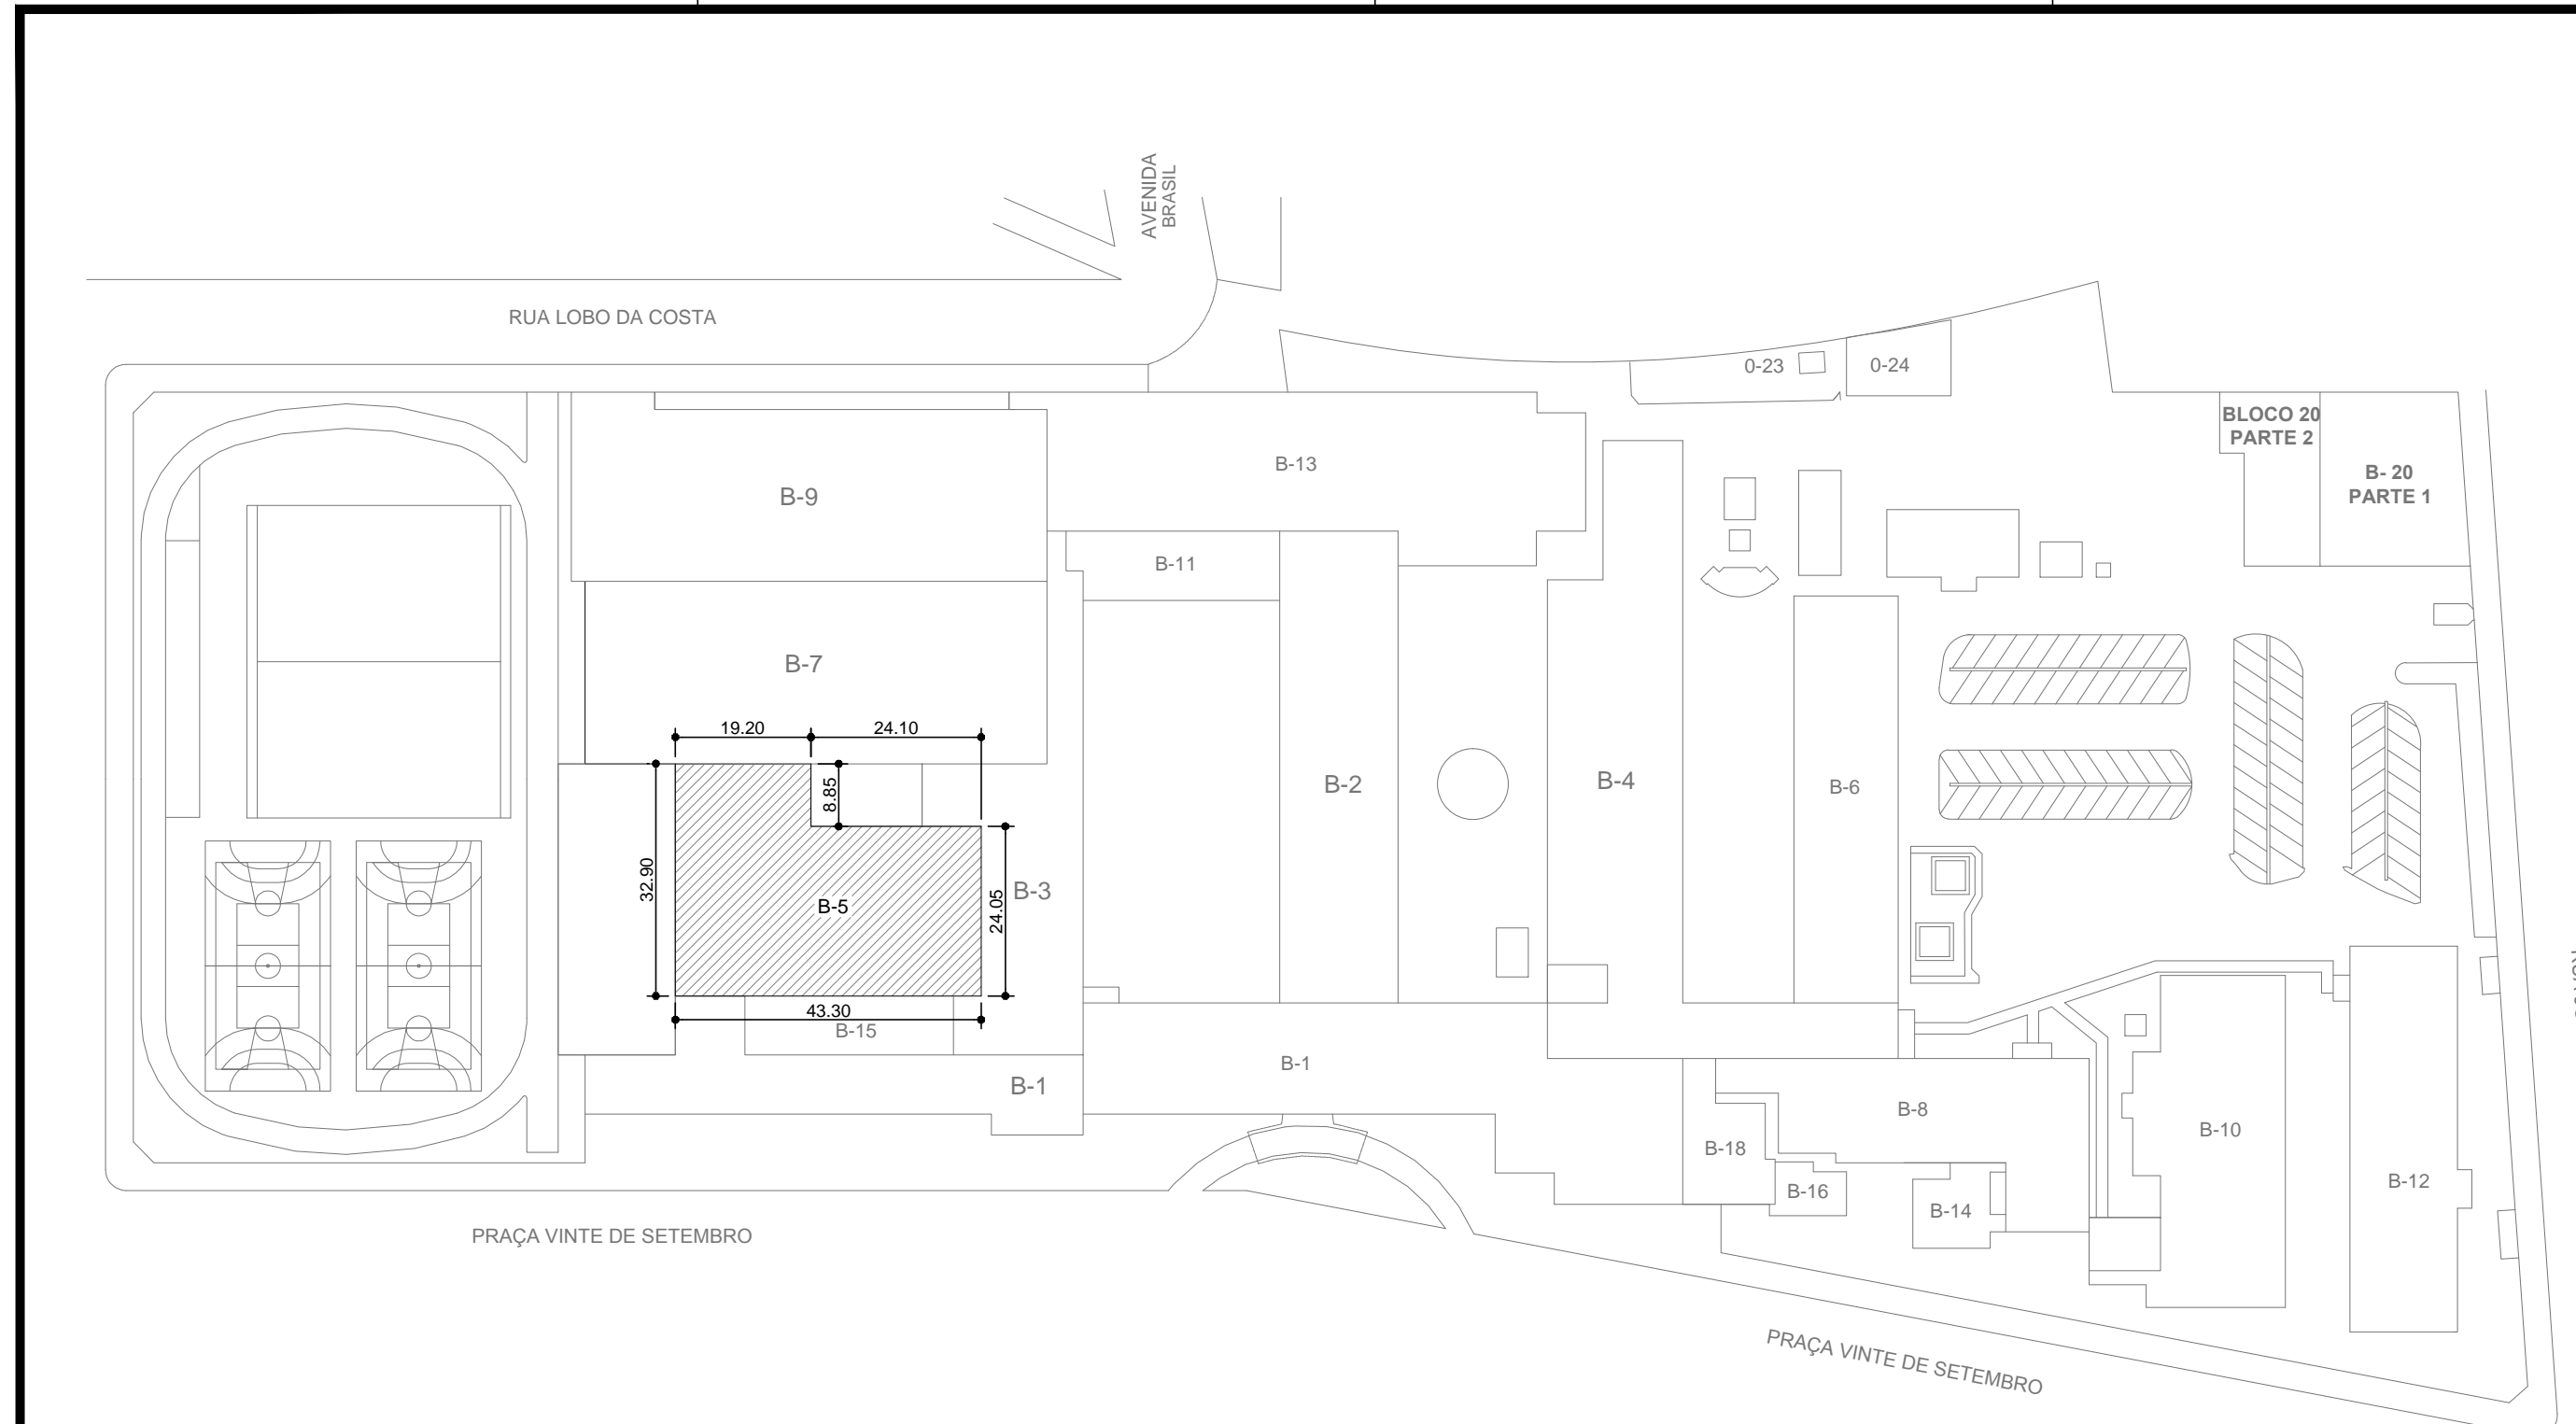 AVENIDA
BRASIL
RUA LOBO DA COSTA
0-23
0-24
BLOCO 20
PARTE 2
B- 20
PARTE 1
B-13
B-9
B-11
B-7
19.20
24.10
8.85
B-2
B-4
B-6
32.90
B-5
24.05
B-3
43.30
B-15
B-1
B-1
B-8
B-10
B-18
B-16
B-14
B-12
PRAÇA VINTE DE SETEMBRO
PRAÇA VINTE DE SETEMBRO